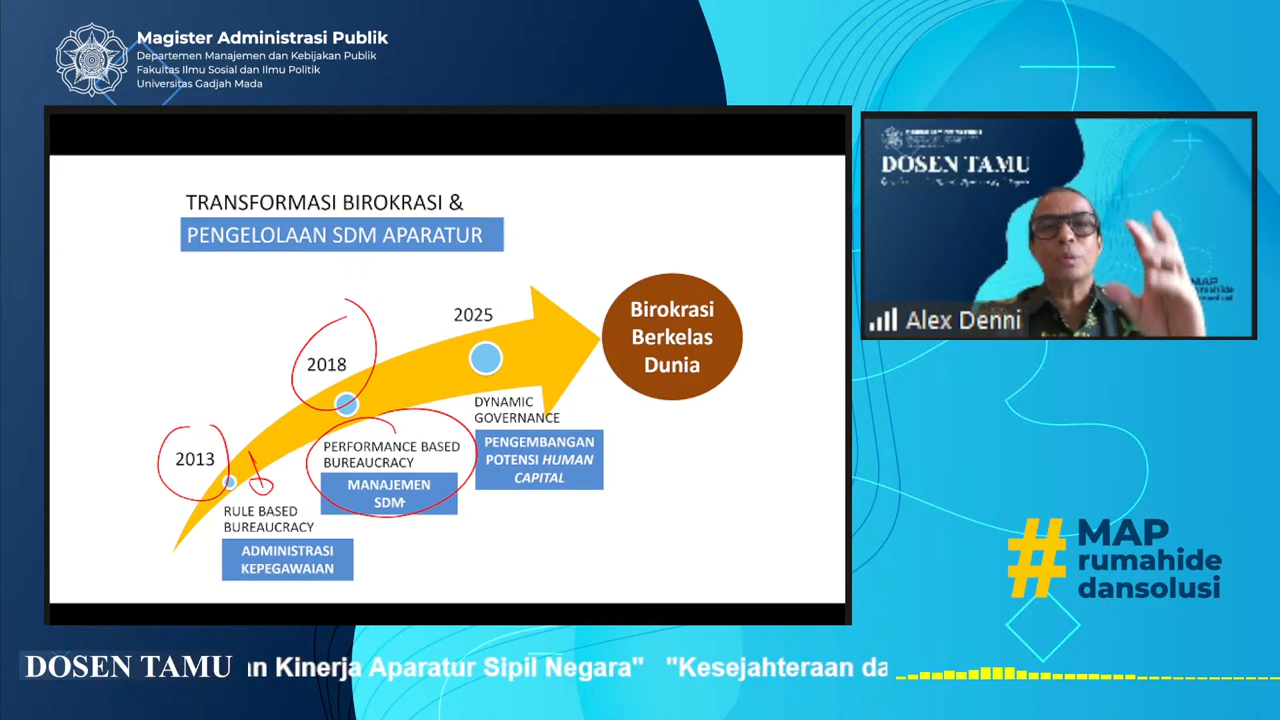 Magister Administrasi Publik
Departemen Manajemen dan Kebijakan Publik
Fakultas Ilmu Sosial dan Ilmu Politik
Universitas Gadjah Mada
TRANSFORMASI BIROKRASI &
PENGELOLAAN SDM APARATUR
2025
Birokrasi
Berkelas
Dunia
2018
DYNAMIC
GOVERNANCE
PENGEMBANGAN
POTENSI HUMAN
CAPITAL
2013
PERFORMANCE BASED
BUREAUCRACY
MANAJEMEN
SDM
RULE BASED
BUREAUCRACY
ADMINISTRASI
KEPEGAWAIAN
DOSEN TAMU
MAP
Alex Denni
#MAP
rumahide
dansolusi
DOSEN TAMU
an Kinerja Aparatur Sipil Negara" "Kesejahteraan da